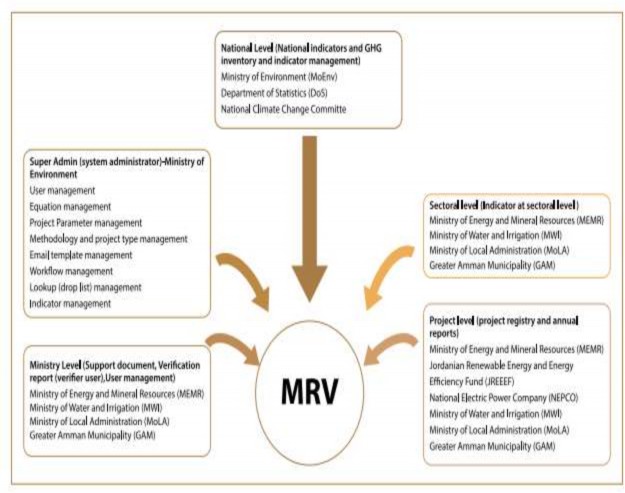 National Level (National indicators and GHG
inventory and indicator management)
Ministry of Environment (MoEnv)
Department of Statistics (DoS)
National Climate Change Committe
Super Admin (system administrator)-Ministry of
Environment
User management
Equation management
Project Parameter management
Methodology and project type management
Email template management
Workflow management
Lookup (drop list) management
Indicator management
Sectoral level (Indicator at sectoral level)
Ministry of Energy and Mineral Resources (MEMR)
Ministry of Water and Irrigation (MWI)
Ministry of Local Administration (MoLA)
Greater Amman Municipality (GAM)
Ministry Level (Support document, Verification
report (verifier user),User management)
Ministry of Energy and Mineral Resources (MEMR)
Ministry of Water and Irrigation (MWI)
Ministry of Local Administration (MoLA)
Greater Amman Municipality (GAM)
MRV
Project level (project registry and annual
reports)
Ministry of Energy and Mineral Resources (MEMR)
Jordanian Renewable Energy and Energy
Efficiency Fund (JREEEF)
National Electric Power Company (NEPCO)
Ministry of Water and Irrigation (MWI)
Ministry of Local Administration (MoLA)
Greater Amman Municipality (GAM)